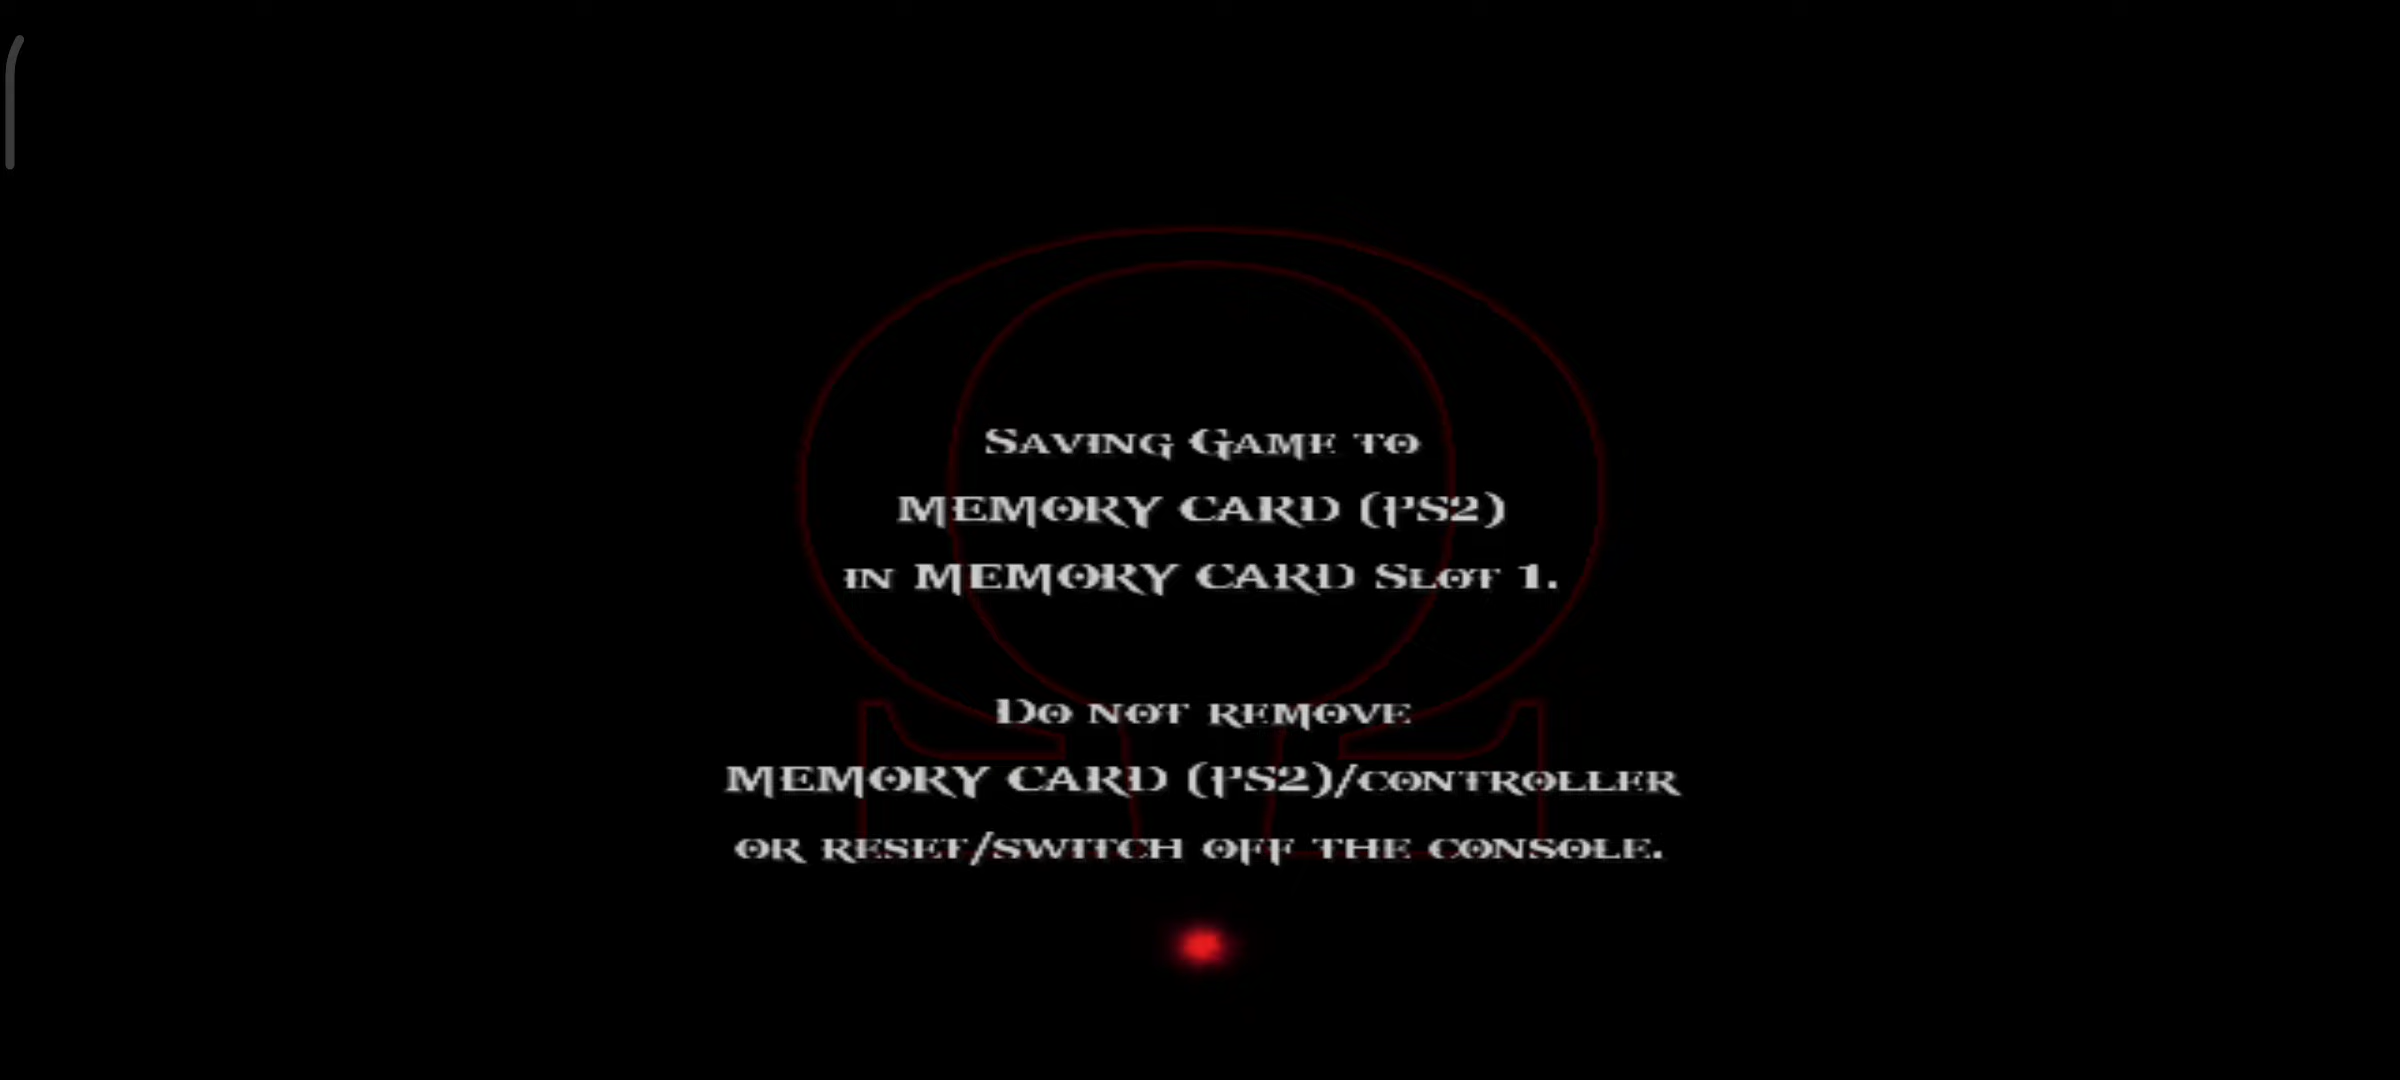 Saving Game to
MEMORY CARD (PS2)
in MEMORY CARD Slot 1.
Do not remove
MEMORY CARD (PS2)/controller
or reset/switch off the console.